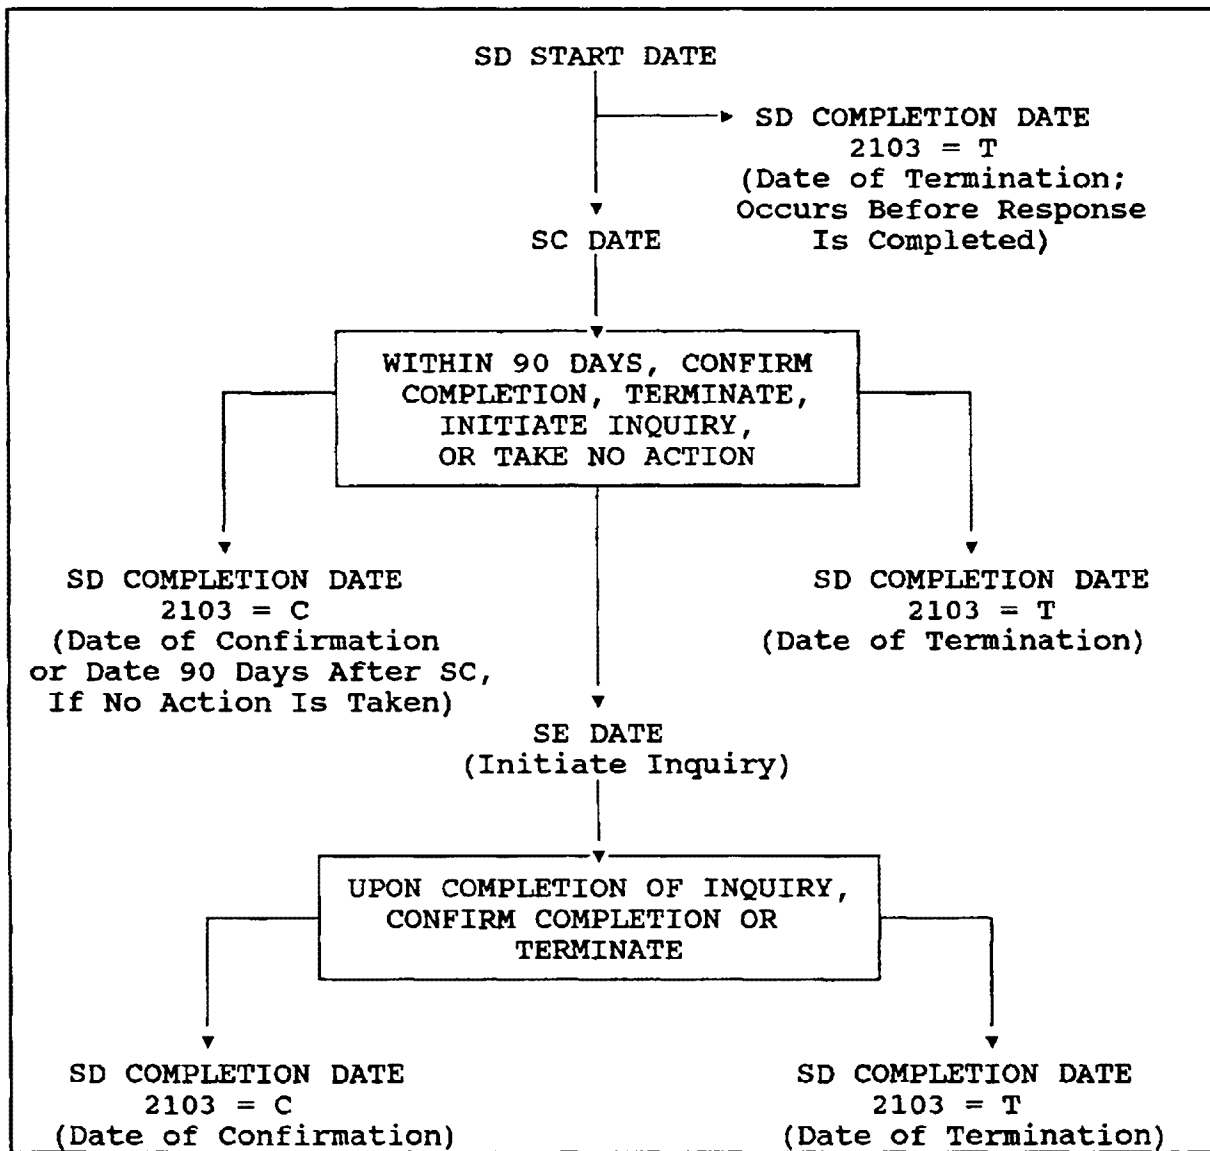 SD START DATE
SD COMPLETION DATE
2103 = T
(Date of Termination;
Occurs Before Response
Is Completed)
SC DATE
WITHIN 90 DAYS, CONFIRM
COMPLETION, TERMINATE,
INITIATE INQUIRY,
OR TAKE NO ACTION
SD COMPLETION DATE
2103 = C
(Date of Confirmation
or Date 90 Days After SC,
If No Action Is Taken)
SD COMPLETION DATE
2103 = T
(Date of Termination)
SE DATE
(Initiate Inquiry)
UPON COMPLETION OF INQUIRY,
CONFIRM COMPLETION OR
TERMINATE
SD COMPLETION DATE
2103 = C
(Date of Confirmation)
SD COMPLETION DATE
2103 = T
(Date of Termination)